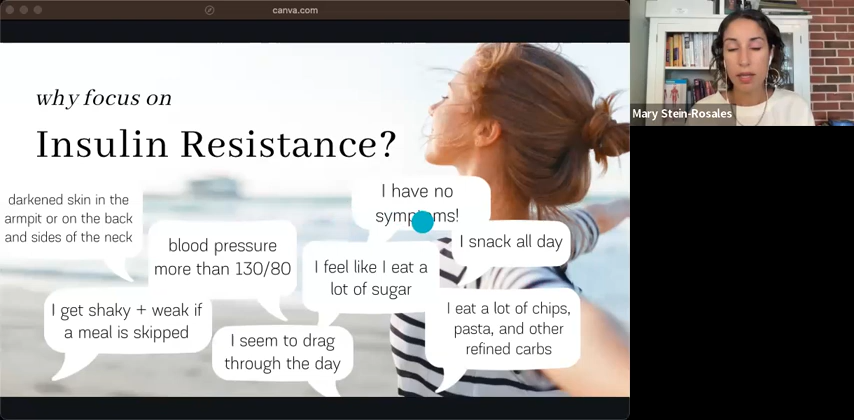 canva.com
Mary Stein-Rosales
why focus on
Insulin Resistance?
darkened skin in the
armpit or on the back
and sides of the neck
I have no
symptoms!
blood pressure
more than 130/80
I snack all day
I feel like I eat a
lot of sugar
I get shaky + weak if
a meal is skipped
I seem to drag
through the day
I eat a lot of chips,
pasta, and other
refined carbs